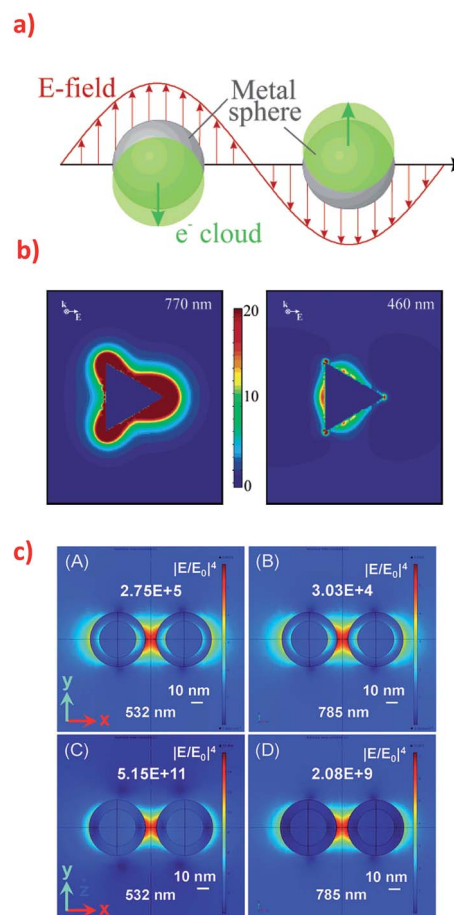 a)
E-field
Metal
sphere
e⁻ cloud
b)
k
E
770 nm
20
10
0
k
E
460 nm
c)
(A)
|E/E₀|⁴
2.75E+5
10 nm
532 nm
y
x
(B)
|E/E₀|⁴
3.03E+4
10 nm
785 nm
(C)
|E/E₀|⁴
5.15E+11
10 nm
532 nm
y
z
x
(D)
|E/E₀|⁴
2.08E+9
10 nm
785 nm